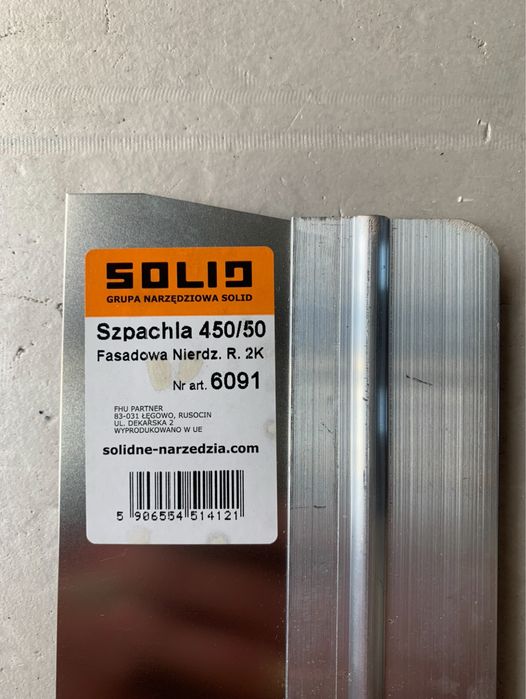 SOLID
GRUPA NARZĘDZIOWA SOLID
Szpachla 450/50
Fasadowa Nierdz. R. 2K
Nr art. 6091
FHU PARTNER
83-031 ŁĘGOWO, RUSOCIN
UL. DEKARSKA 2
WYPRODUKOWANO W UE
solidne-narzedzia.com
5 906554 514121